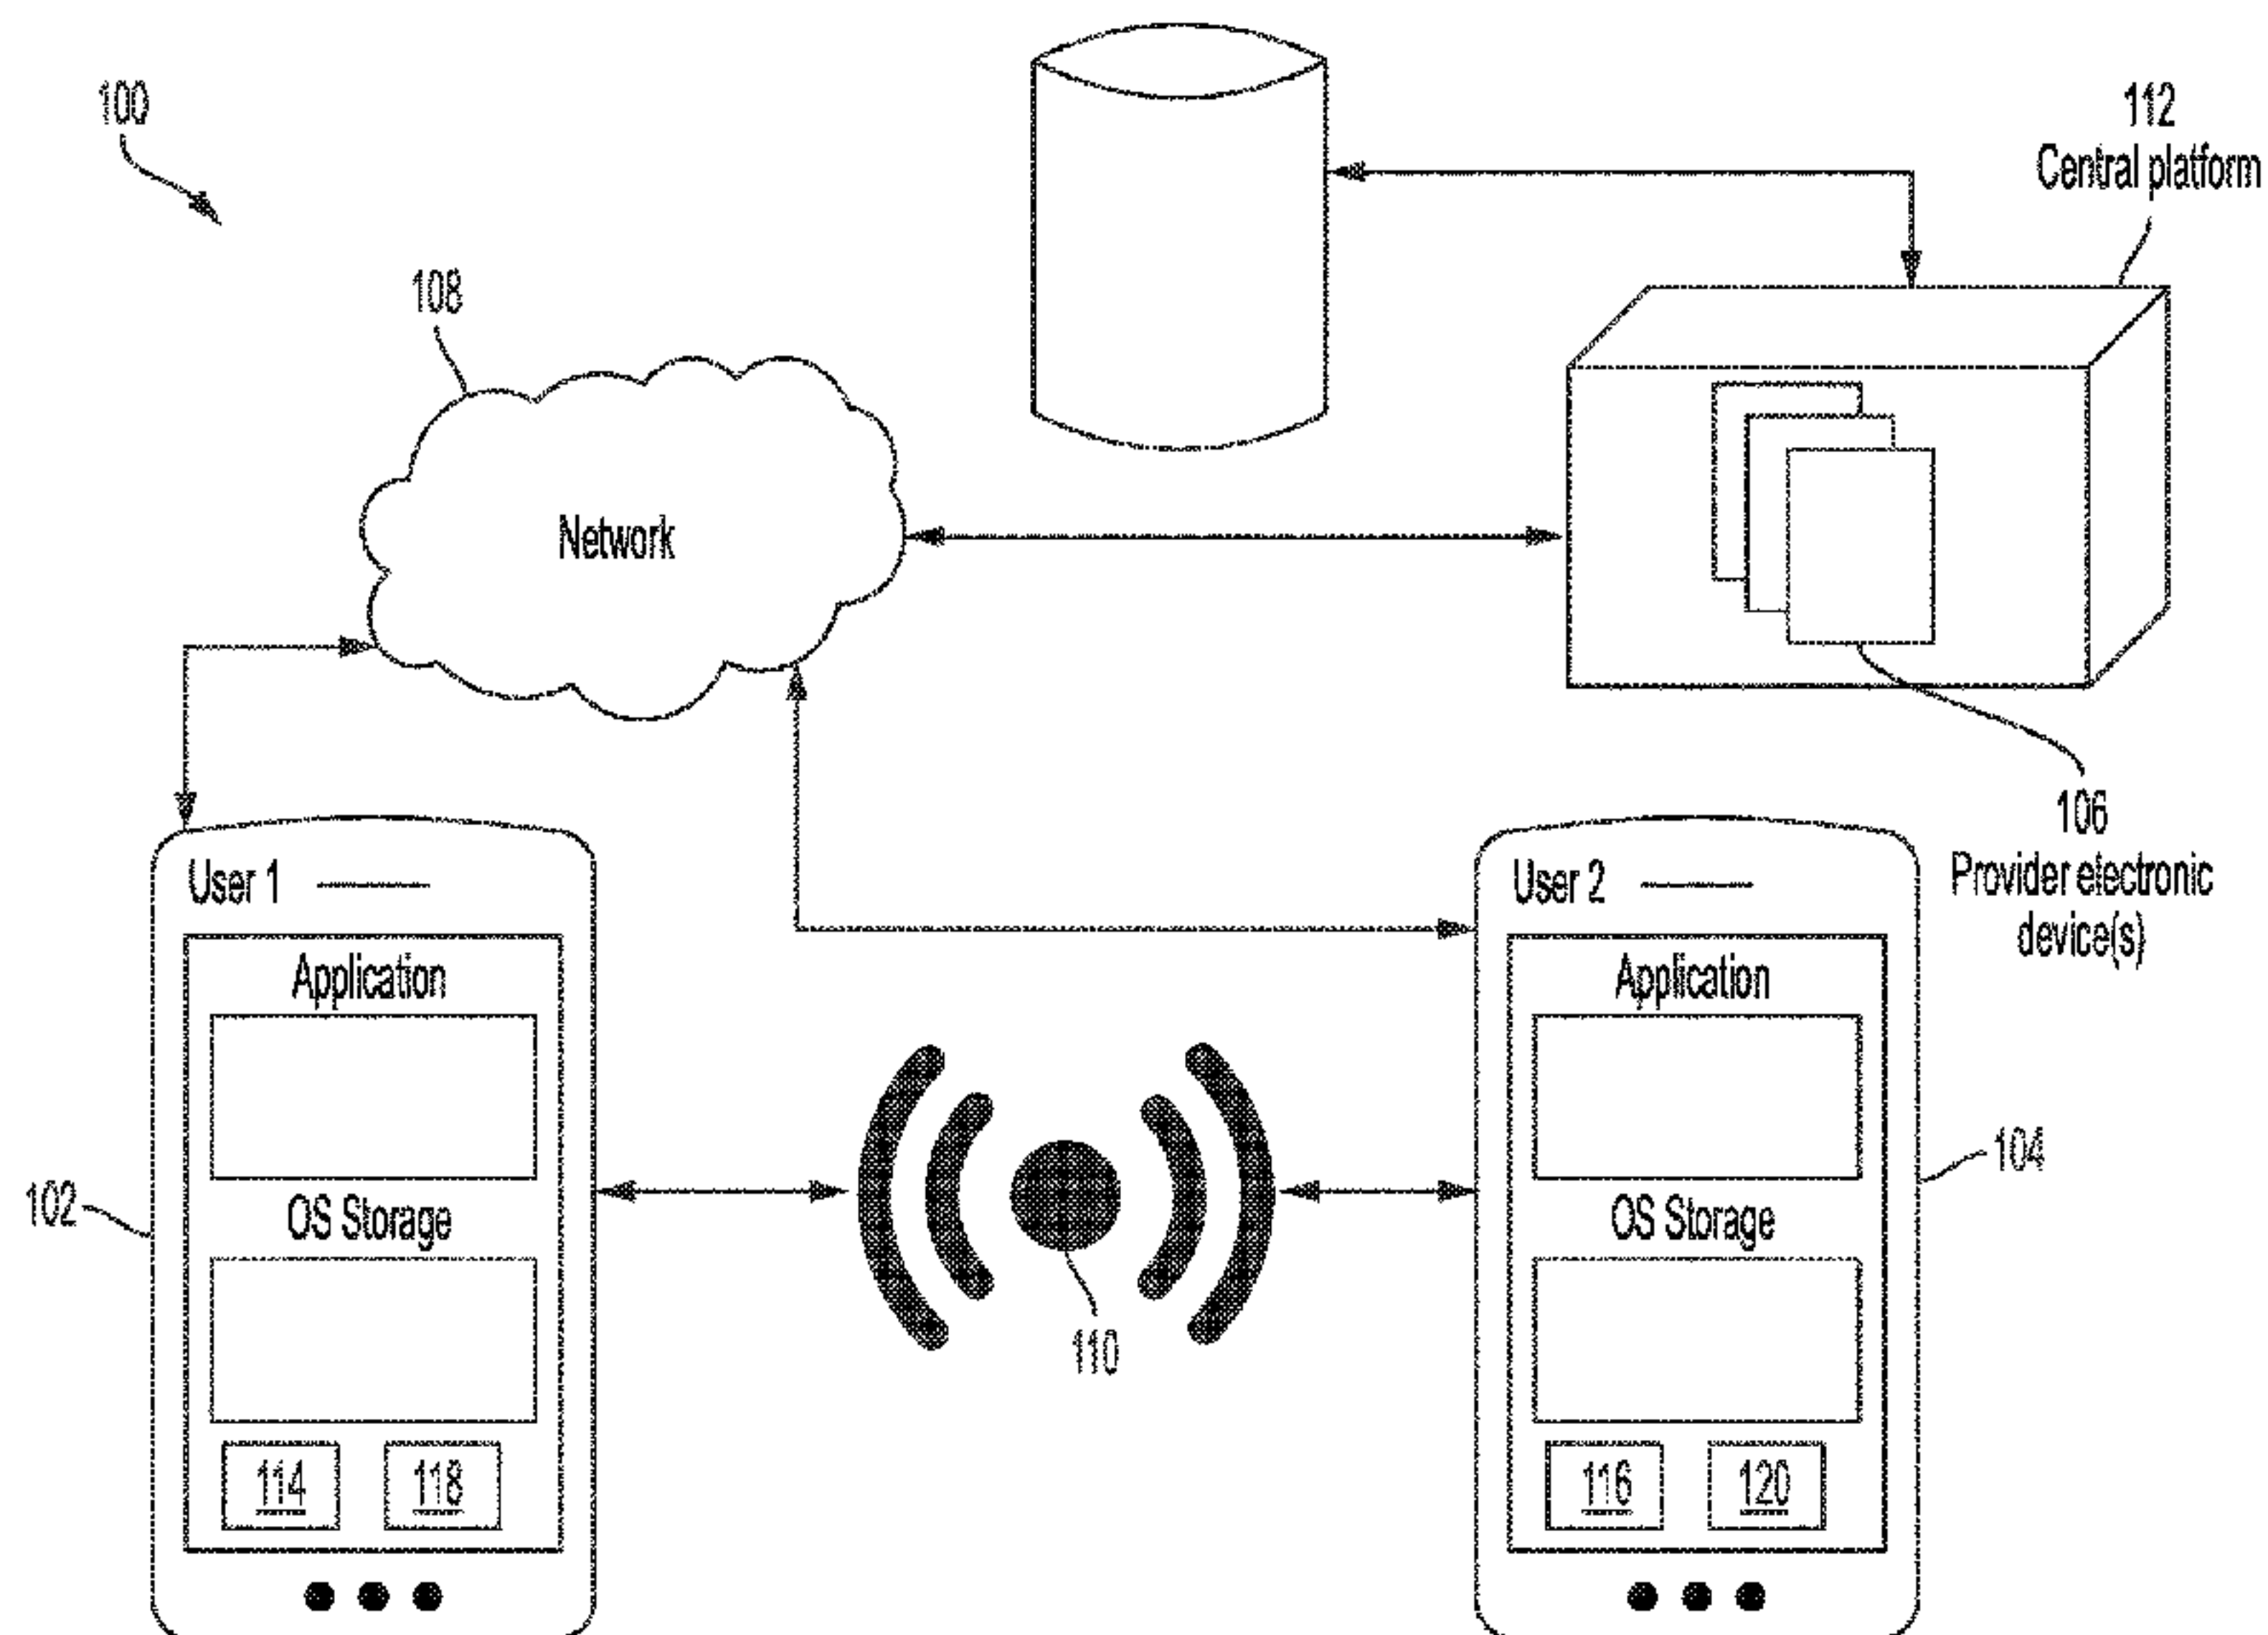 100
112
Central platform
108
Network
106
Provider electronic
device(s)
User 1
Application
OS Storage
114 118
102
110
User 2
Application
OS Storage
116 120
104